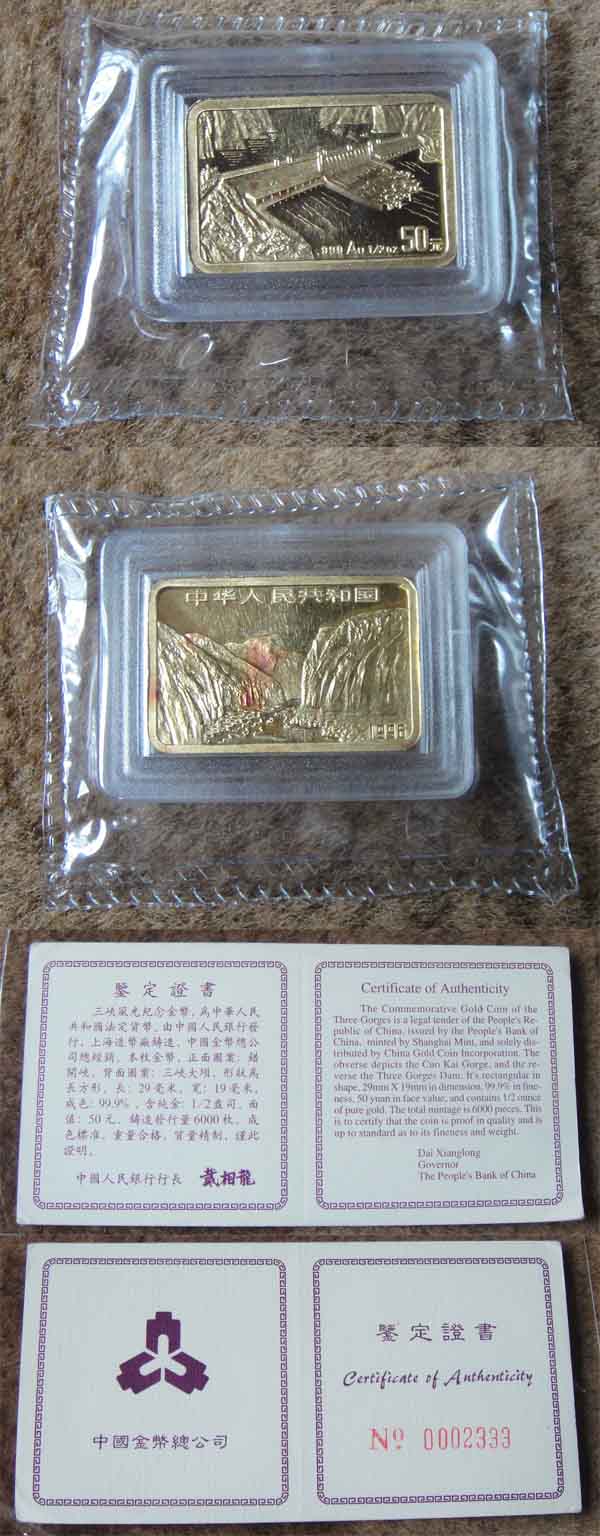 .999 Au 1/2oz 50元
中华人民共和国
1996
鑒定證書
三峽風光紀念金幣,爲中華人民
共和國法定貨幣,由中國人民銀行發
行,上海造幣廠鑄造,中國金幣總公
司總經銷。本枚金幣,正面圖案:錯
開峽,背面圖案:三峽大壩,形狀爲
長方形,長:29毫米,寬:19毫米,
成色:99.9%,含純金:1/2盎司,面
值:50元,鑄造發行量6000枚。成
色標准,重量合格,質量精制,謹此
證明。
中國人民銀行行長 戴相龍
Certificate of Authenticity
The Commemorative Gold Coin of the
Three Gorges is a legal tender of the People's Re-
public of China, issued by the People's Bank of
China, minted by Shanghai Mint, and solely dis-
tributed by China Gold Coin Incorporation. The
obverse depicts the Cuo Kai Gorge, and the re-
verse the Three Gorges Dam. It's rectangular in
shape, 29mm X 19mm in dimension, 99.9% in fine-
ness, 50 yuan in face value, and contains 1/2 ounce
of pure gold. The total mintage is 6000 pieces. This
is to certify that the coin is proof in quality and is
up to standard as to its fineness and weight.
Dai Xianglong
Governor
The People's Bank of China
中國金幣總公司
鑒定證書
Certificate of Authenticity
Nº 0002333